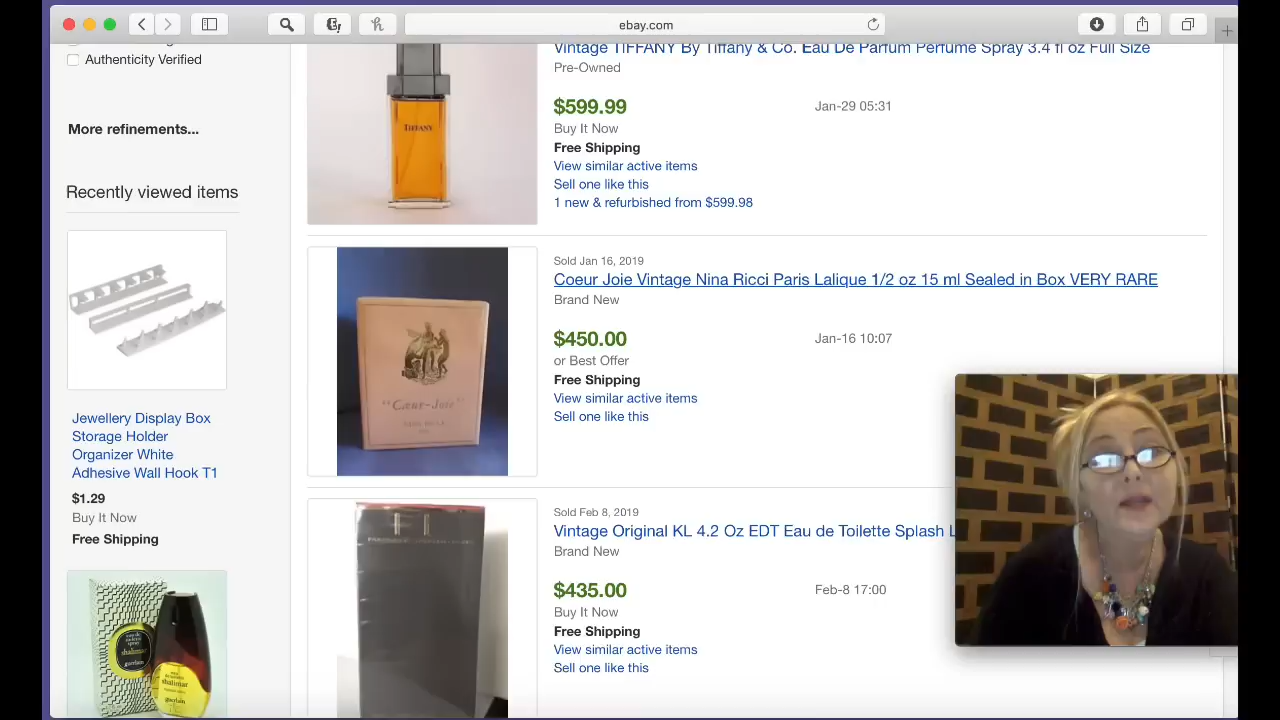 ebay.com
Authenticity Verified
More refinements...
Recently viewed items
Jewellery Display Box
Storage Holder
Organizer White
Adhesive Wall Hook T1
$1.29
Buy It Now
Free Shipping
shalimar
guerlain
shalimar
guerlain
TIFFANY
Vintage TIFFANY By Tiffany & Co. Eau De Parfum Perfume Spray 3.4 fl oz Full Size
Pre-Owned
$599.99
Jan-29 05:31
Buy It Now
Free Shipping
View similar active items
Sell one like this
1 new & refurbished from $599.98
"Coeur-Joie"
Sold Jan 16, 2019
Coeur Joie Vintage Nina Ricci Paris Lalique 1/2 oz 15 ml Sealed in Box VERY RARE
Brand New
$450.00
Jan-16 10:07
or Best Offer
Free Shipping
View similar active items
Sell one like this
Sold Feb 8, 2019
Vintage Original KL 4.2 Oz EDT Eau de Toilette Splash
Brand New
$435.00
Feb-8 17:00
Buy It Now
Free Shipping
View similar active items
Sell one like this